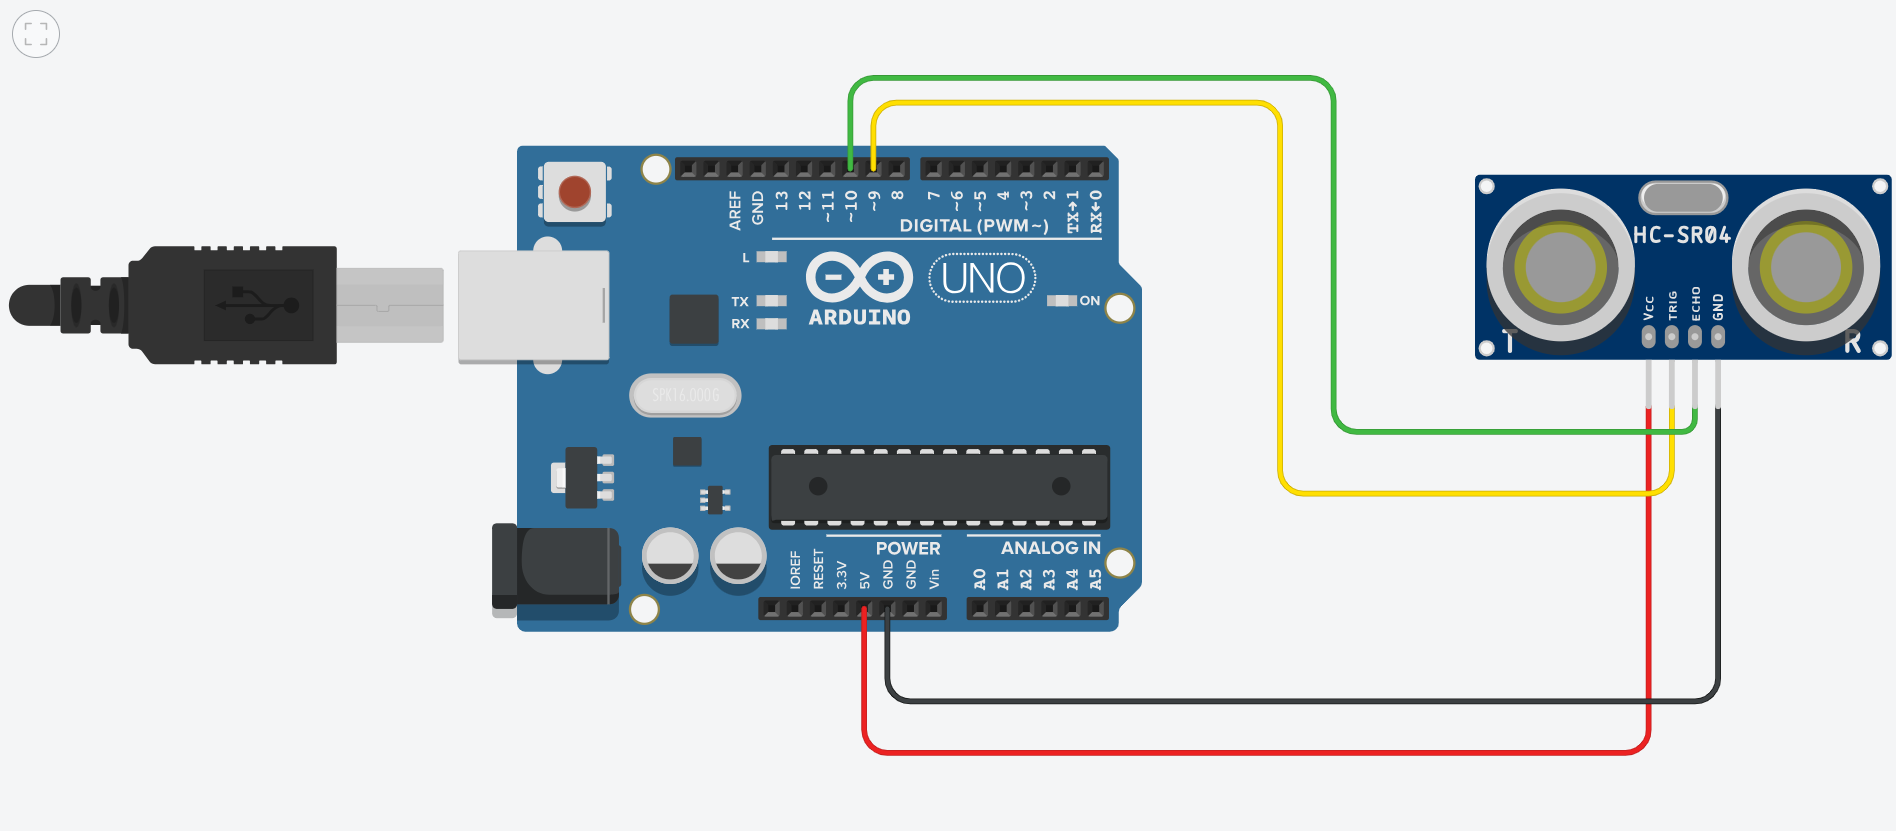 AREF
GND
13
12
~11
~10
~9
8
7
~6
~5
4
~3
2
TX→1
RX←0
DIGITAL (PWM~)
L
TX
RX
UNO
ON
ARDUINO
SPK16.000G
HC-SR04
VCC
TRIG
ECHO
GND
T
R
POWER
ANALOG IN
IOREF
RESET
3.3V
5V
GND
GND
Vin
A0
A1
A2
A3
A4
A5